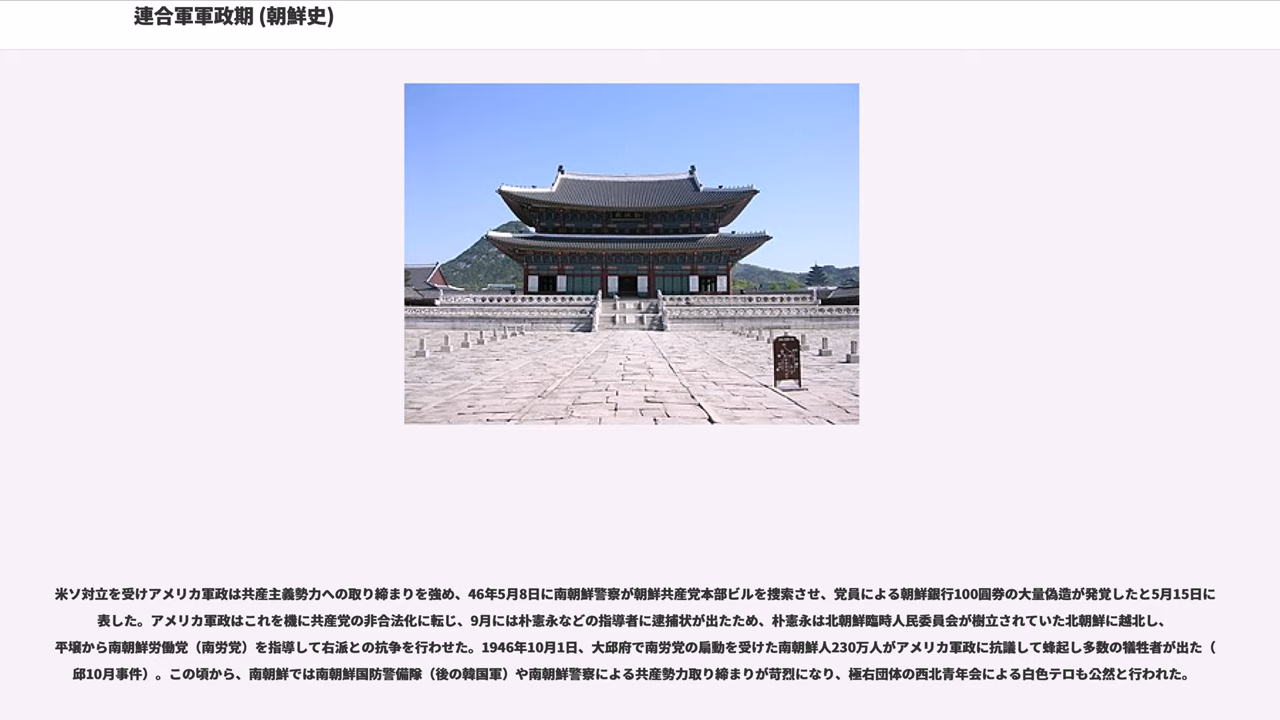 連合軍軍政期 (朝鮮史)
米ソ対立を受けアメリカ軍政は共産主義勢力への取り締まりを強め、46年5月8日に南朝鮮警察が朝鮮共産党本部ビルを捜索させ、党員による朝鮮銀行100圓券の大量偽造が発覚したと5月15日に
表した。アメリカ軍政はこれを機に共産党の非合法化に転じ、9月には朴憲永などの指導者に逮捕状が出たため、朴憲永は北朝鮮臨時人民委員会が樹立されていた北朝鮮に越北し、
平壌から南朝鮮労働党（南労党）を指導して右派との抗争を行わせた。1946年10月1日、大邱府で南労党の扇動を受けた南朝鮮人230万人がアメリカ軍政に抗議して蜂起し多数の犠牲者が出た（
邱10月事件）。この頃から、南朝鮮では南朝鮮国防警備隊（後の韓国軍）や南朝鮮警察による共産勢力取り締まりが苛烈になり、極右団体の西北青年会による白色テロも公然と行われた。